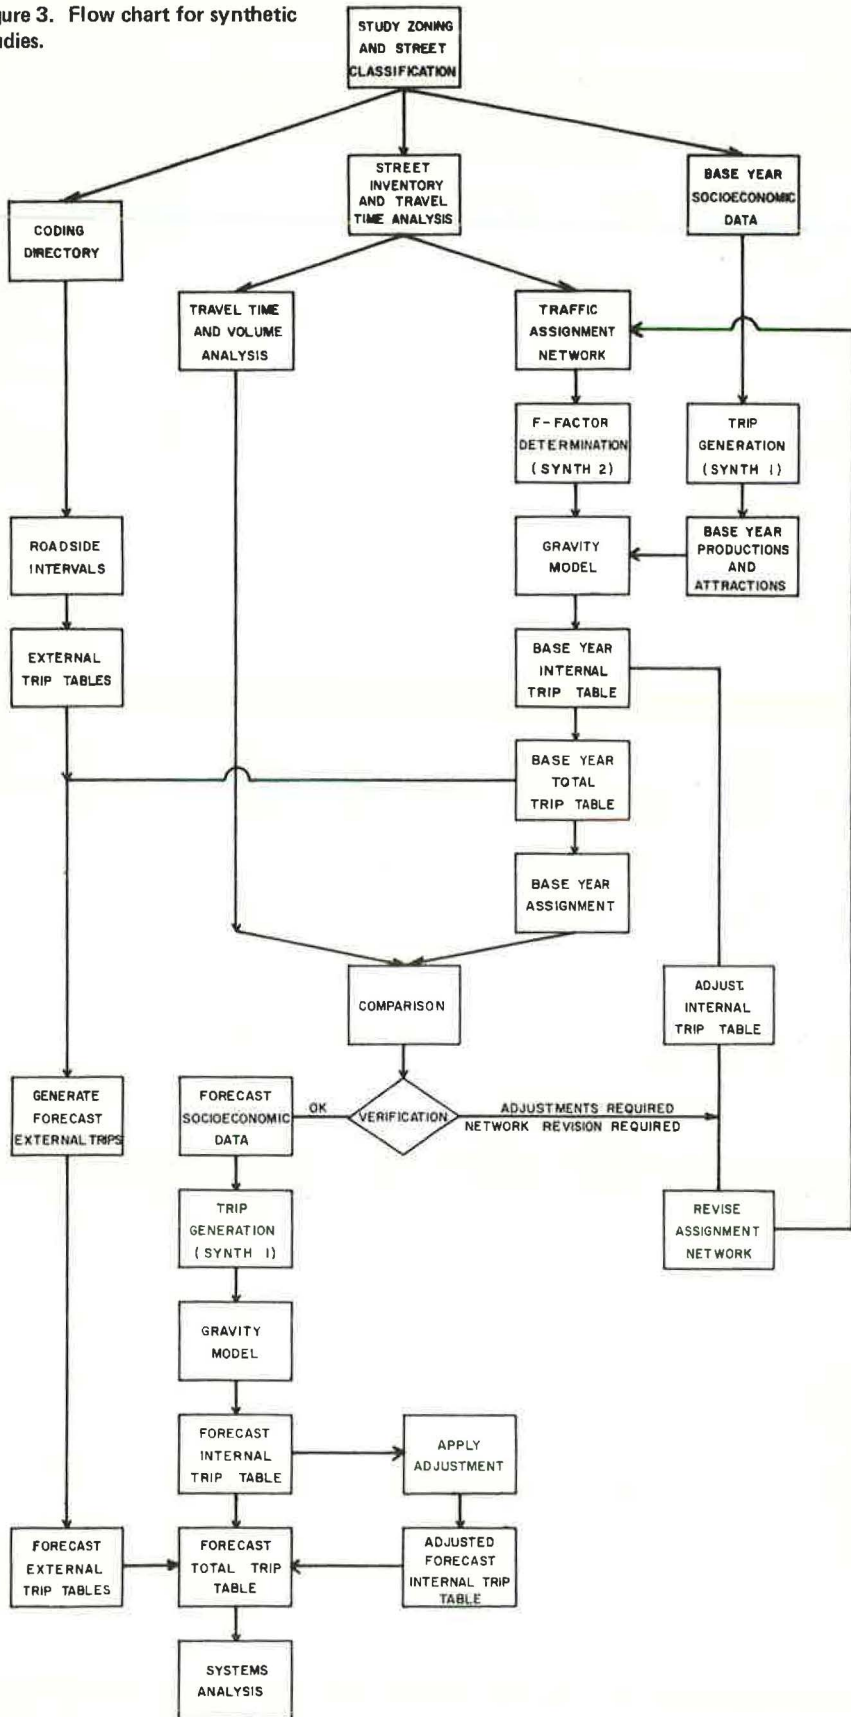 gure 3. Flow chart for synthetic
udies.
STUDY ZONING
AND STREET
CLASSIFICATION
CODING
DIRECTORY
STREET
INVENTORY
AND TRAVEL
TIME ANALYSIS
BASE YEAR
SOCIOECONOMIC
DATA
TRAVEL TIME
AND VOLUME
ANALYSIS
TRAFFIC
ASSIGNMENT
NETWORK
F-FACTOR
DETERMINATION
(SYNTH 2)
TRIP
GENERATION
(SYNTH 1)
ROADSIDE
INTERVALS
GRAVITY
MODEL
BASE YEAR
PRODUCTIONS
AND
ATTRACTIONS
EXTERNAL
TRIP TABLES
BASE YEAR
INTERNAL
TRIP TABLE
BASE YEAR
TOTAL
TRIP TABLE
BASE YEAR
ASSIGNMENT
COMPARISON
ADJUST.
INTERNAL
TRIP TABLE
GENERATE
FORECAST
EXTERNAL TRIPS
FORECAST
SOCIOECONOMIC
DATA
OK
VERIFICATION
ADJUSTMENTS REQUIRED
NETWORK REVISION REQUIRED
TRIP
GENERATION
(SYNTH 1)
REVISE
ASSIGNMENT
NETWORK
GRAVITY
MODEL
FORECAST
INTERNAL
TRIP TABLE
APPLY
ADJUSTMENT
FORECAST
EXTERNAL
TRIP TABLES
FORECAST
TOTAL TRIP
TABLE
ADJUSTED
FORECAST
INTERNAL TRIP
TABLE
SYSTEMS
ANALYSIS